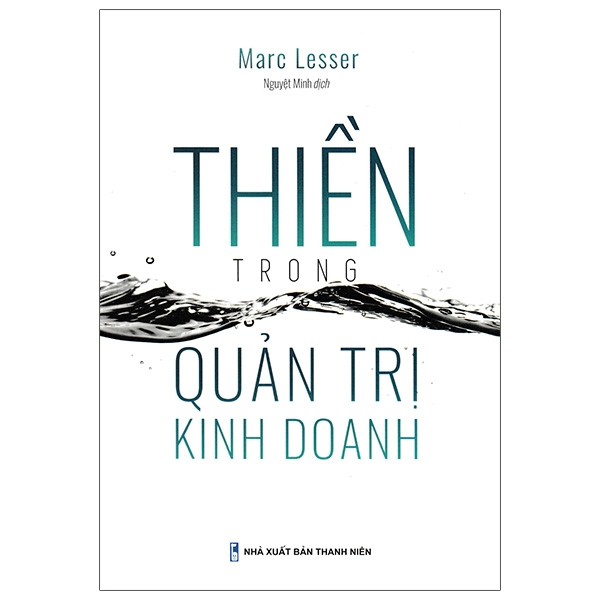 Marc Lesser
Nguyệt Minh dịch
THIỀN
TRONG
QUẢN TRỊ
KINH DOANH
NHÀ XUẤT BẢN THANH NIÊN